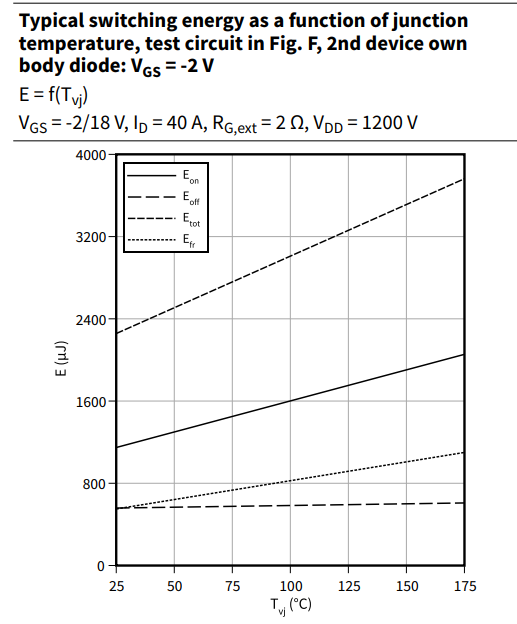 Typical switching energy as a function of junction
temperature, test circuit in Fig. F, 2nd device own
body diode: VGS = -2 V
E = f(Tvj)
VGS = -2/18 V, ID = 40 A, RG,ext = 2 Ω, VDD = 1200 V
4000
3200
2400
1600
800
0
E (µJ)
Eon
Eoff
Etot
Efr
25 50 75 100 125 150 175
Tvj (°C)